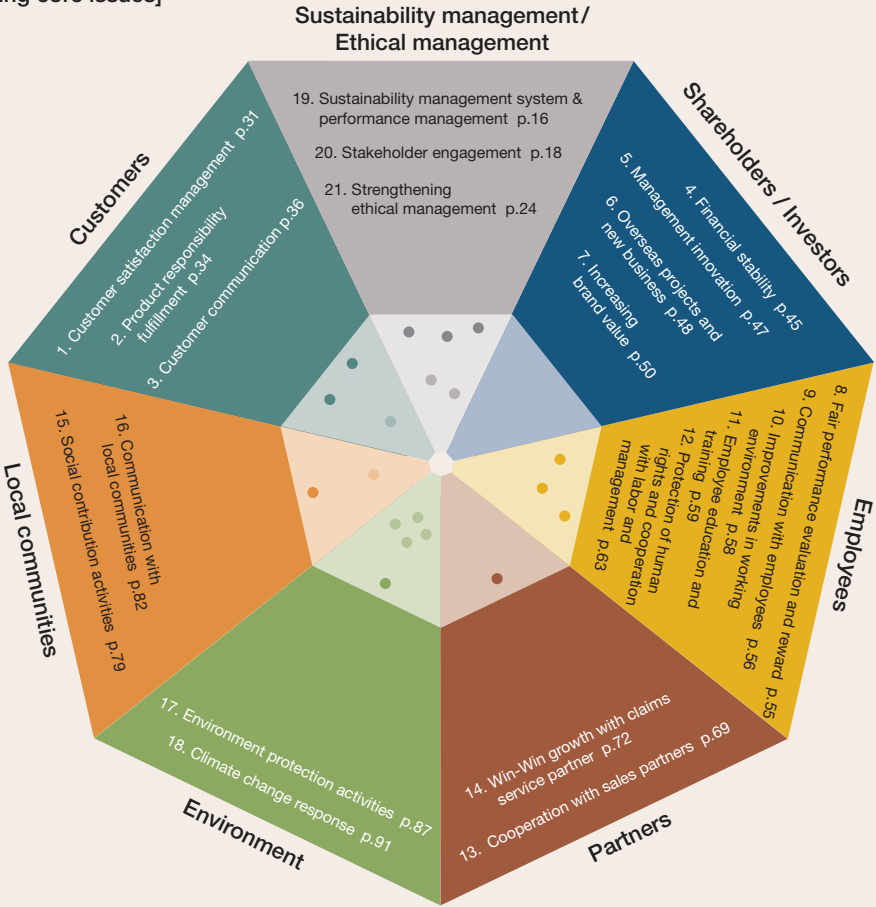 ing core issues]
Sustainability management/
Ethical management
19. Sustainability management system &
performance management p.16
20. Stakeholder engagement p.18
21. Strengthening
ethical management p.24
Shareholders / Investors
4. Financial stability p.45
5. Management innovation p.47
6. Overseas projects and
new business p.48
7. Increasing
brand value p.50
Employees
8. Fair performance evaluation and reward p.55
9. Communication with employees p.56
10. Improvements in working
environment p.58
11. Employee education and
training p.59
12. Protection of human
rights and cooperation
with labor and
management p.63
Partners
14. Win-Win growth with claims
service partner p.72
13. Cooperation with sales partners p.69
Environment
17. Environment protection activities p.87
18. Climate change response p.91
Local communities
16. Communication with
local communities p.82
15. Social contribution activities p.79
Customers
1. Customer satisfaction management p.31
2. Product responsibility
fulfillment p.34
3. Customer communication p.36